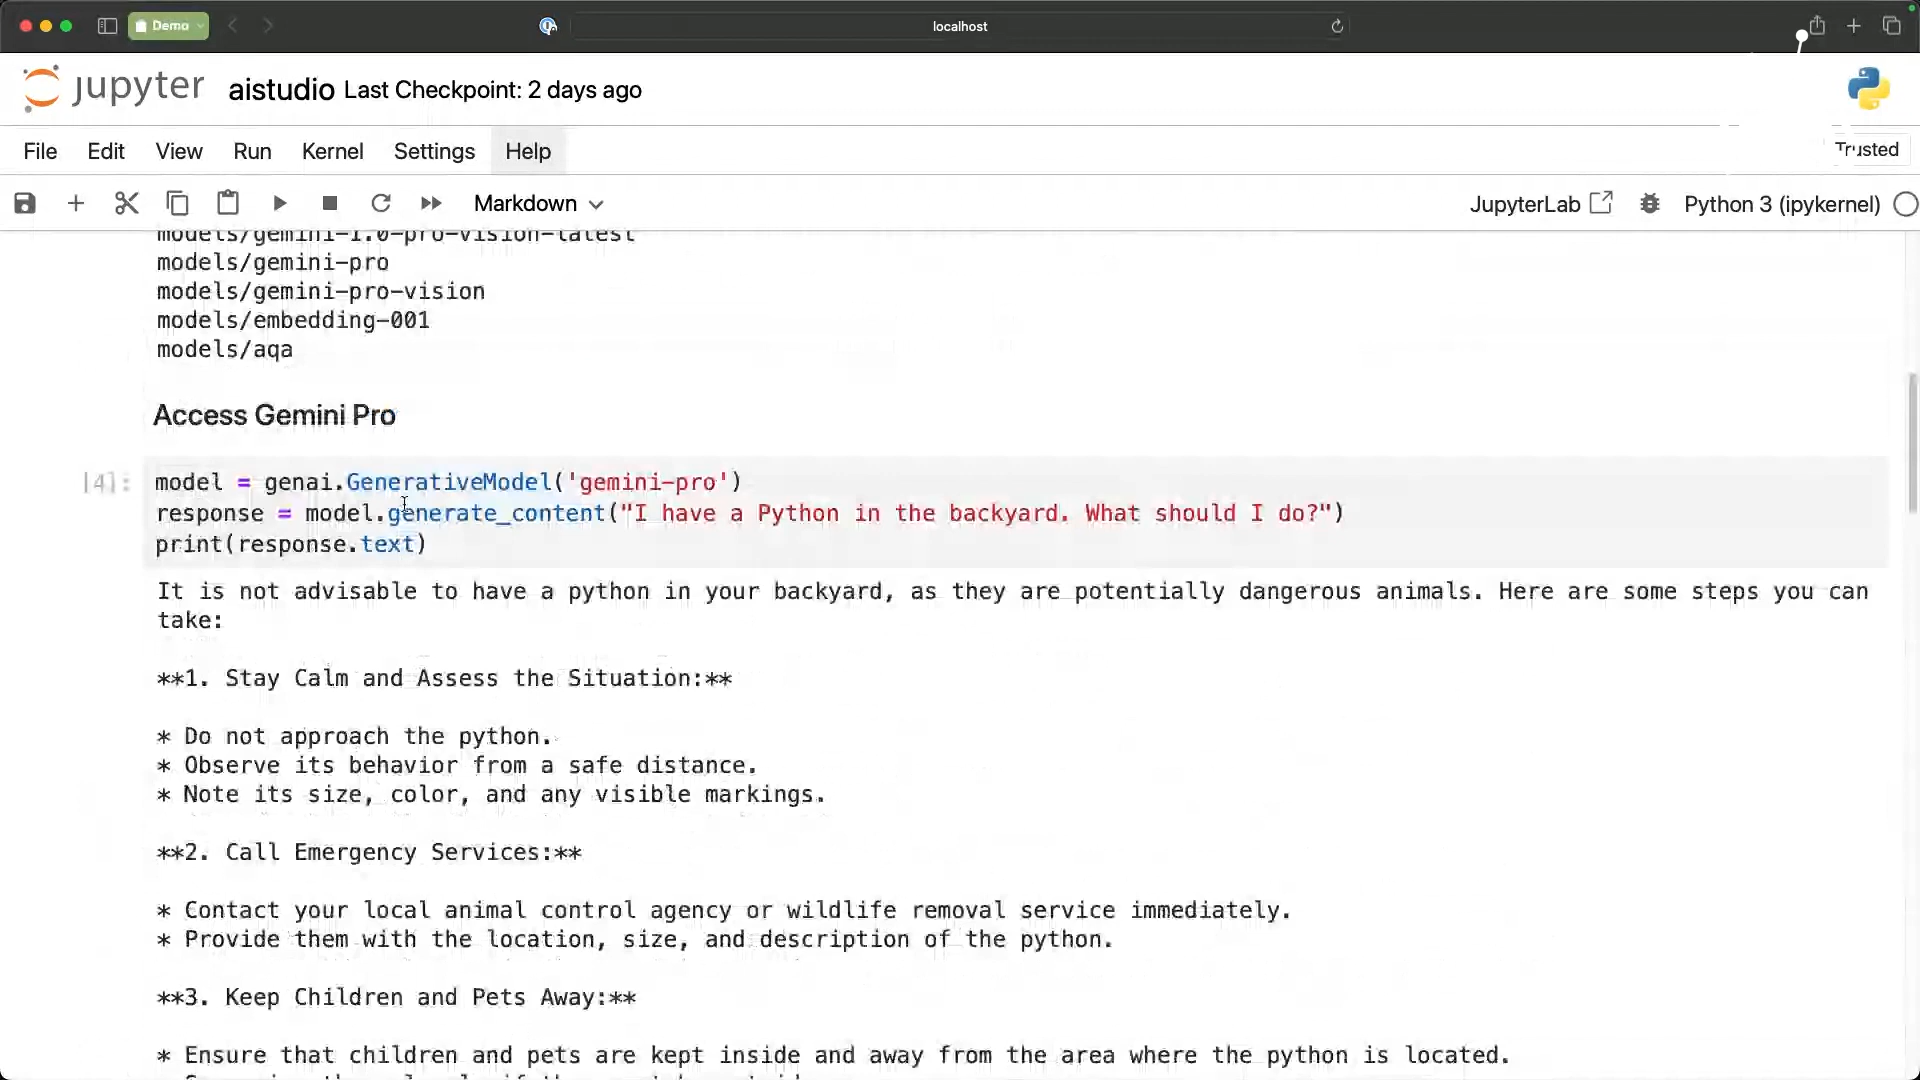 Demo
localhost
jupyter aistudio Last Checkpoint: 2 days ago
File Edit View Run Kernel Settings Help
Trusted
Markdown
JupyterLab
Python 3 (ipykernel)
models/gemini-1.0-pro-vision-latest
models/gemini-pro
models/gemini-pro-vision
models/embedding-001
models/aqa
Access Gemini Pro
[4]:
model = genai.GenerativeModel('gemini-pro')
response = model.generate_content("I have a Python in the backyard. What should I do?")
print(response.text)
It is not advisable to have a python in your backyard, as they are potentially dangerous animals. Here are some steps you can
take:
**1. Stay Calm and Assess the Situation:**
* Do not approach the python.
* Observe its behavior from a safe distance.
* Note its size, color, and any visible markings.
**2. Call Emergency Services:**
* Contact your local animal control agency or wildlife removal service immediately.
* Provide them with the location, size, and description of the python.
**3. Keep Children and Pets Away:**
* Ensure that children and pets are kept inside and away from the area where the python is located.